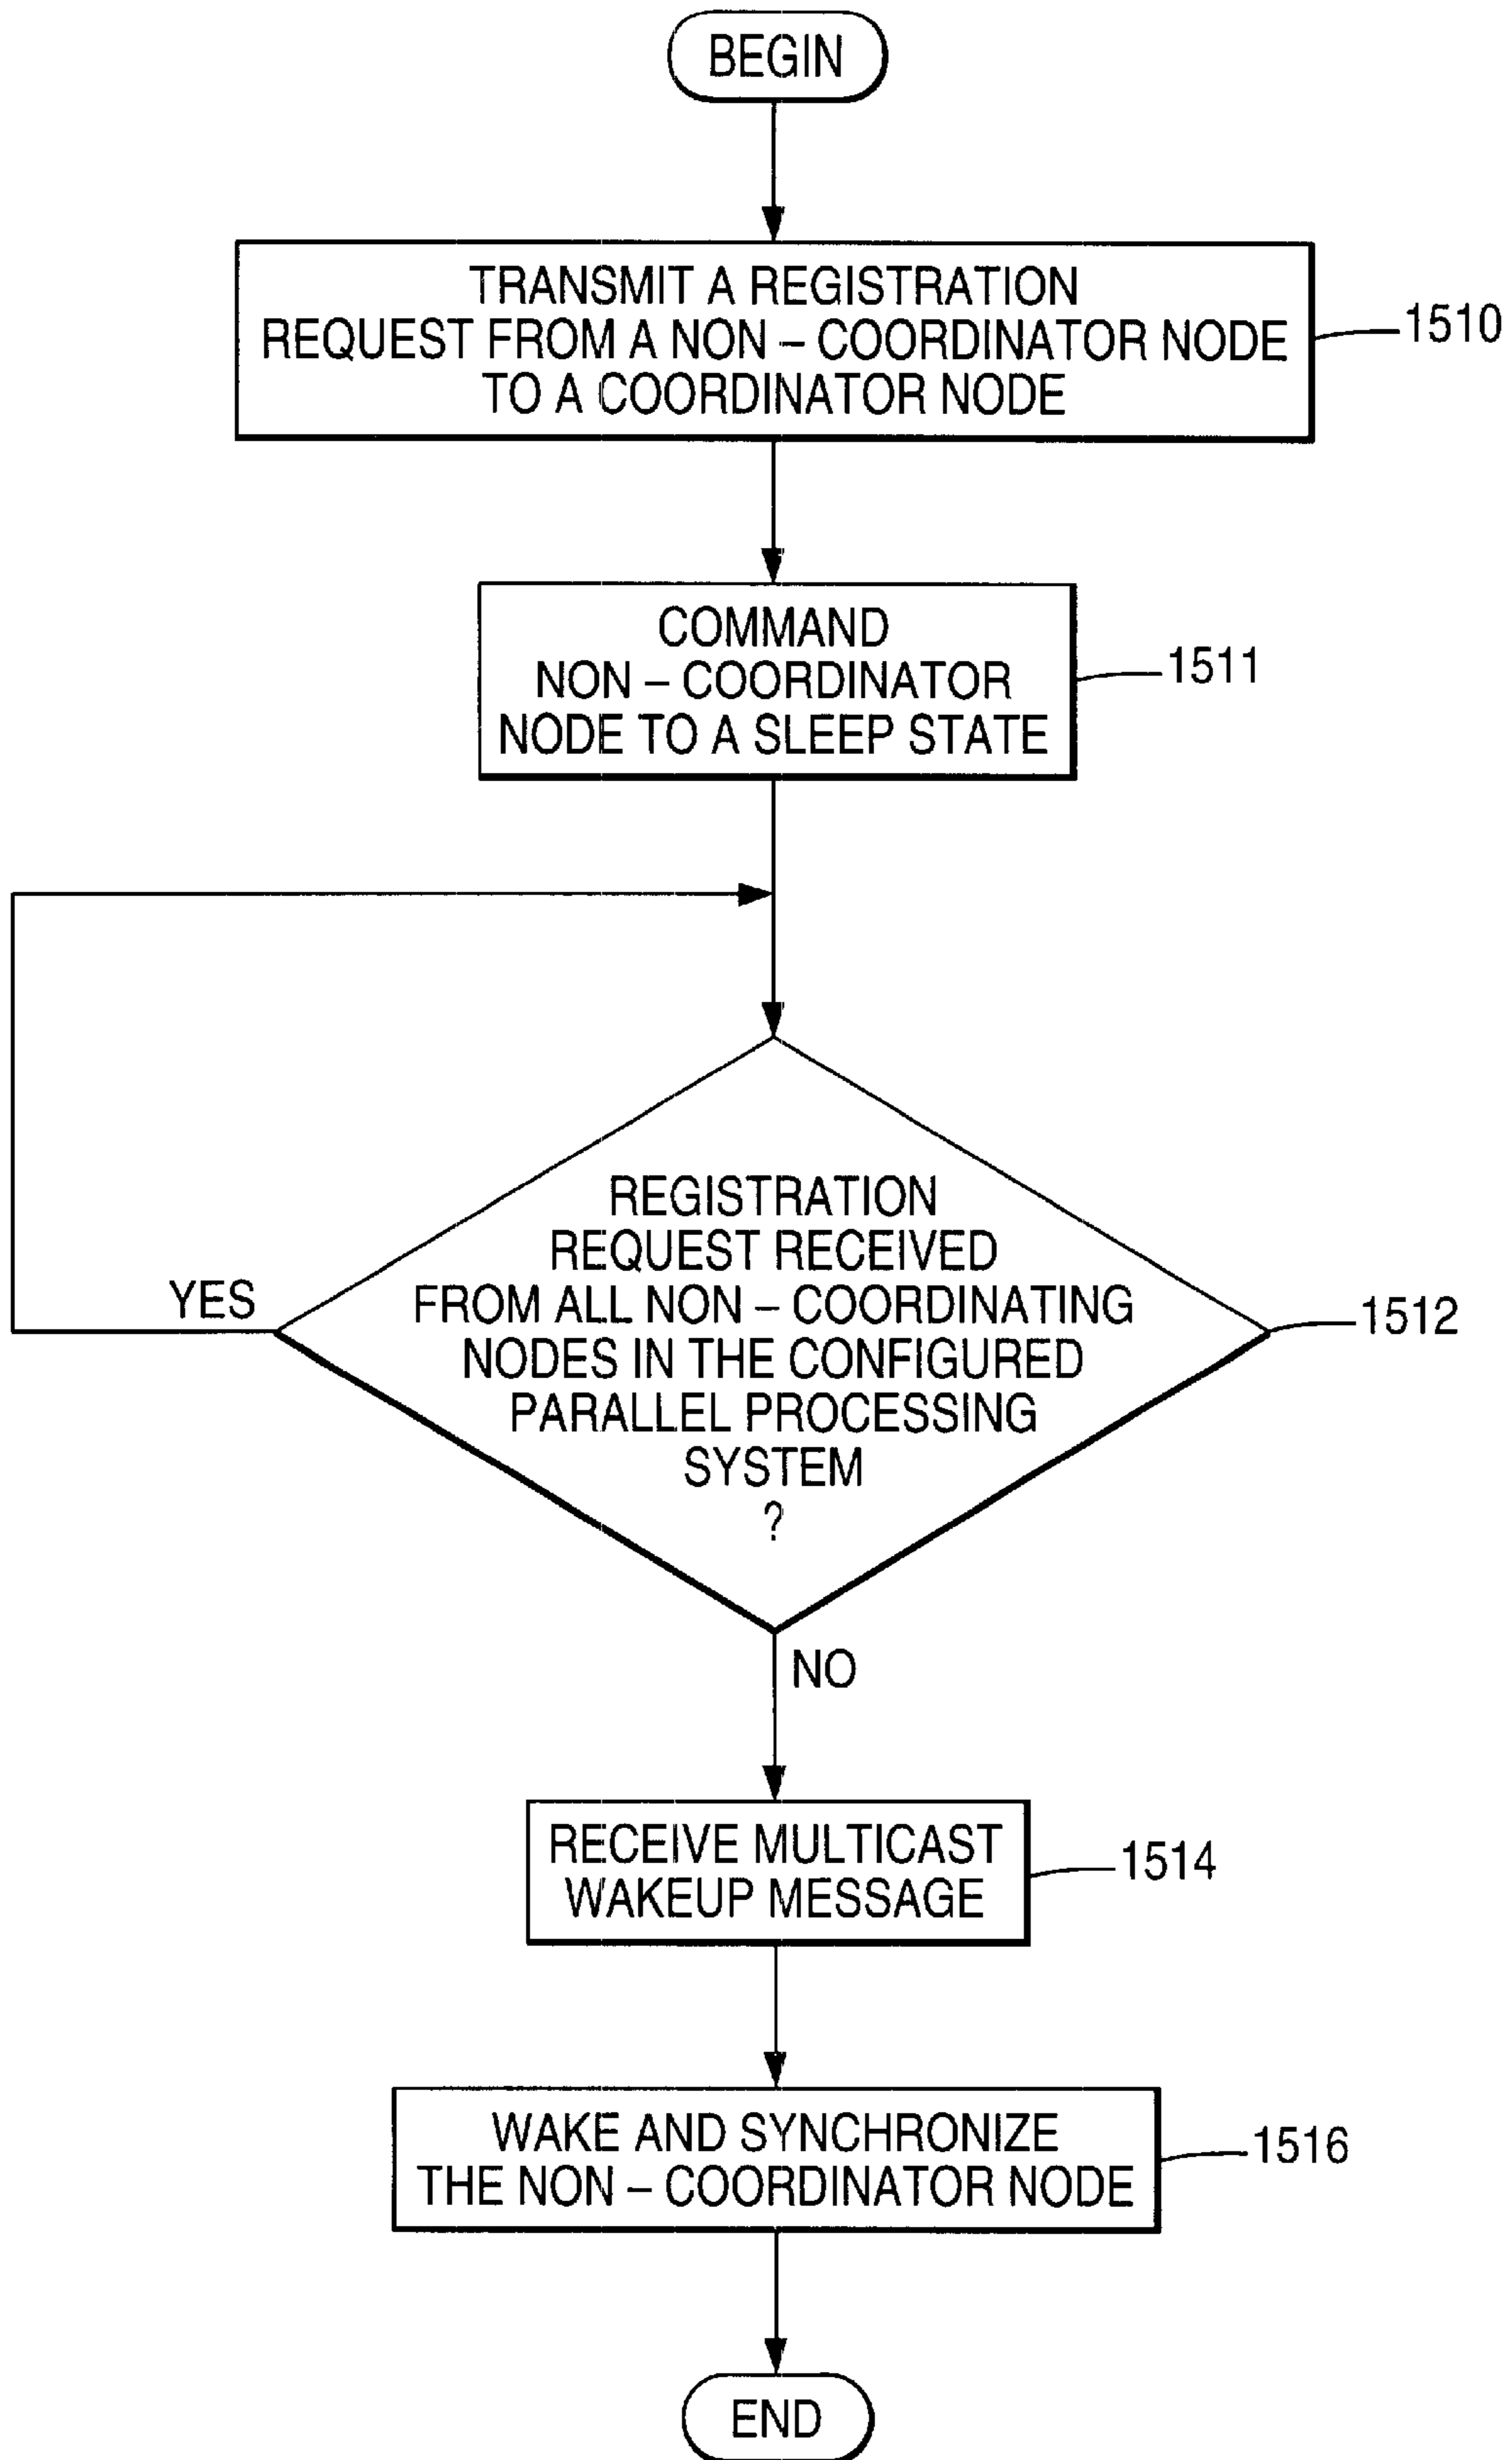 BEGIN
TRANSMIT A REGISTRATION
REQUEST FROM A NON – COORDINATOR NODE
TO A COORDINATOR NODE
1510
COMMAND
NON – COORDINATOR
NODE TO A SLEEP STATE
1511
REGISTRATION
REQUEST RECEIVED
FROM ALL NON – COORDINATING
NODES IN THE CONFIGURED
PARALLEL PROCESSING
SYSTEM
?
YES
1512
NO
RECEIVE MULTICAST
WAKEUP MESSAGE
1514
WAKE AND SYNCHRONIZE
THE NON – COORDINATOR NODE
1516
END